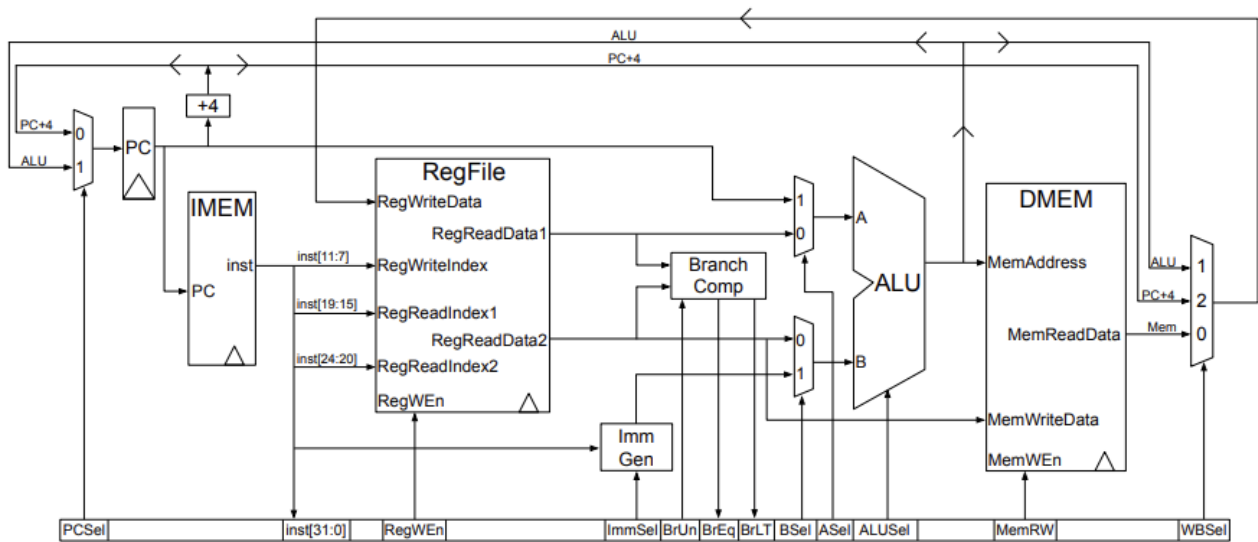 ALU
PC+4
+4
PC+4
0
PC
ALU
1
RegFile
IMEM
DMEM
RegWriteData
1
A
RegReadData1
0
inst
inst[11:7]
RegWriteIndex
Branch
Comp
ALU
MemAddress
ALU
1
PC
inst[19:15]
RegReadIndex1
PC+4
2
RegReadData2
0
MemReadData
Mem
0
inst[24:20]
RegReadIndex2
1
B
RegWEn
Imm
Gen
MemWriteData
MemWEn
PCSel
inst[31:0]
RegWEn
ImmSel
BrUn
BrEq
BrLT
BSel
ASel
ALUSel
MemRW
WBSel